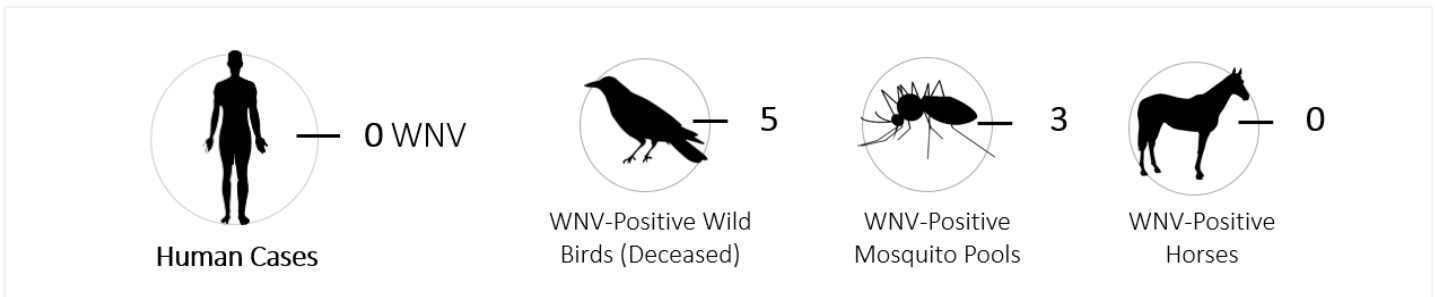 0 WNV
Human Cases
5
WNV-Positive Wild
Birds (Deceased)
3
WNV-Positive
Mosquito Pools
0
WNV-Positive
Horses